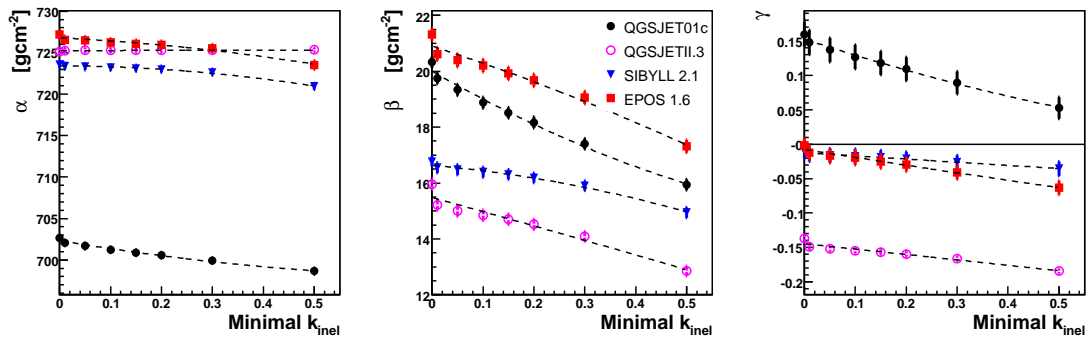 α [gcm-2]
730
725
720
715
710
705
700
695
0 0.1 0.2 0.3 0.4 0.5
Minimal kinel
β [gcm-2]
22
20
18
16
14
12
0 0.1 0.2 0.3 0.4 0.5
Minimal kinel
QGSJET01c
QGSJETII.3
SIBYLL 2.1
EPOS 1.6
γ
0.15
0.1
0.05
-0
-0.05
-0.1
-0.15
-0.2
0 0.1 0.2 0.3 0.4 0.5
Minimal kinel